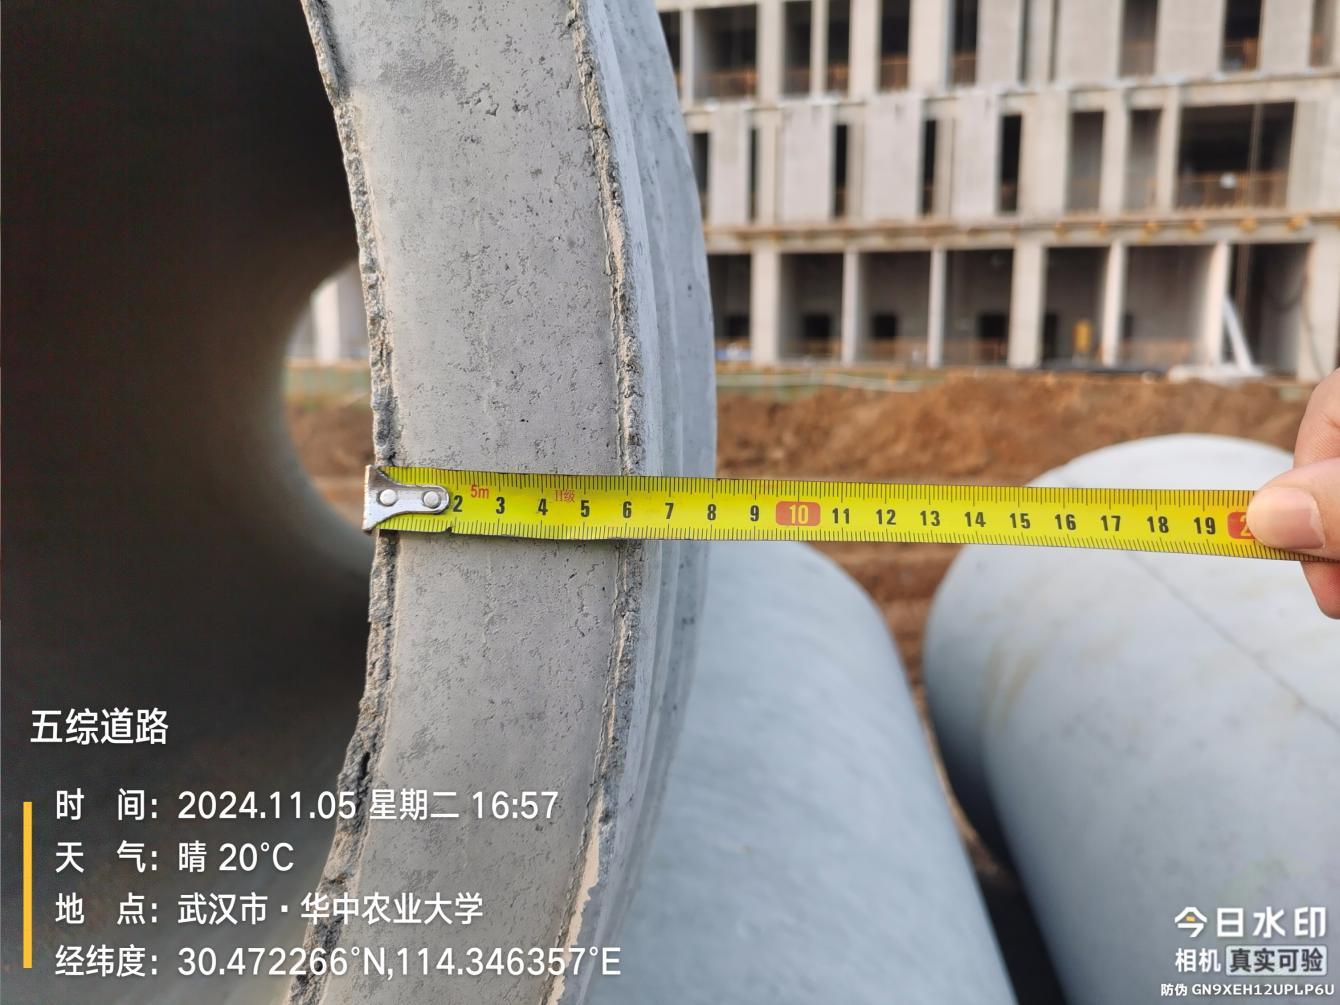 5m
II级
2 3 4 5 6 7 8 9 10 11 12 13 14 15 16 17 18 19
五综道路
时 间：2024.11.05 星期二 16:57
天 气：晴 20°C
地 点：武汉市·华中农业大学
经纬度：30.472266°N,114.346357°E
今日水印
相机 真实可验
防伪 GN9XEH12UPLP6U